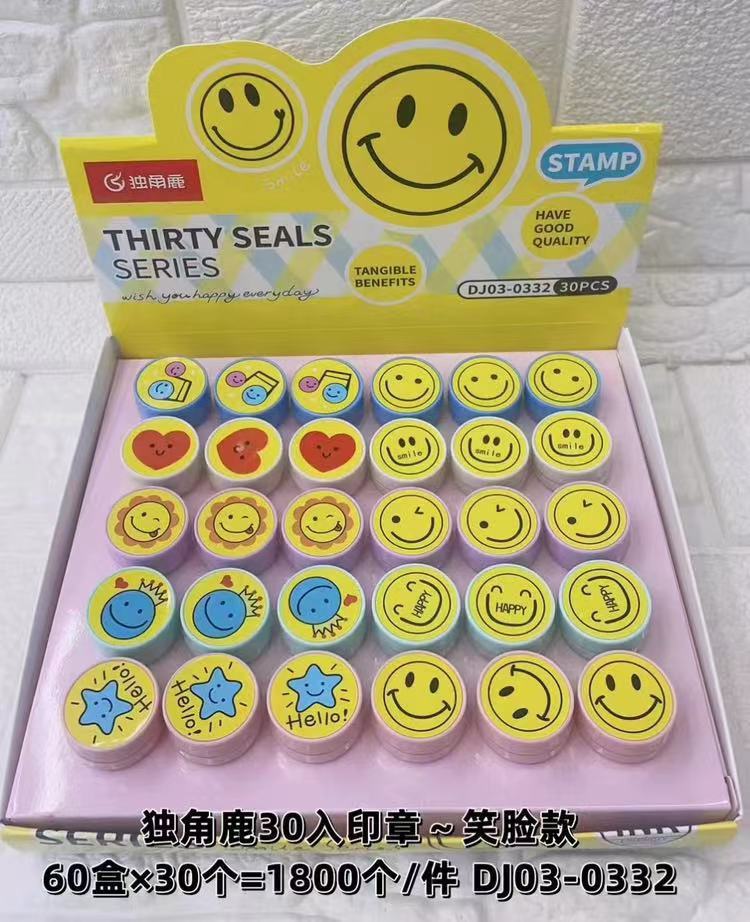 smile
独角鹿
STAMP
THIRTY SEALS
SERIES
wish you happy everyday
TANGIBLE
BENEFITS
HAVE
GOOD
QUALITY
DJ03-0332 30PCS
smile
smile
smile
HAPPY
HAPPY
HAPPY
Hello!
Hello!
Hello!
独角鹿30入印章～笑脸款
60盒×30个=1800个/件 DJ03-0332